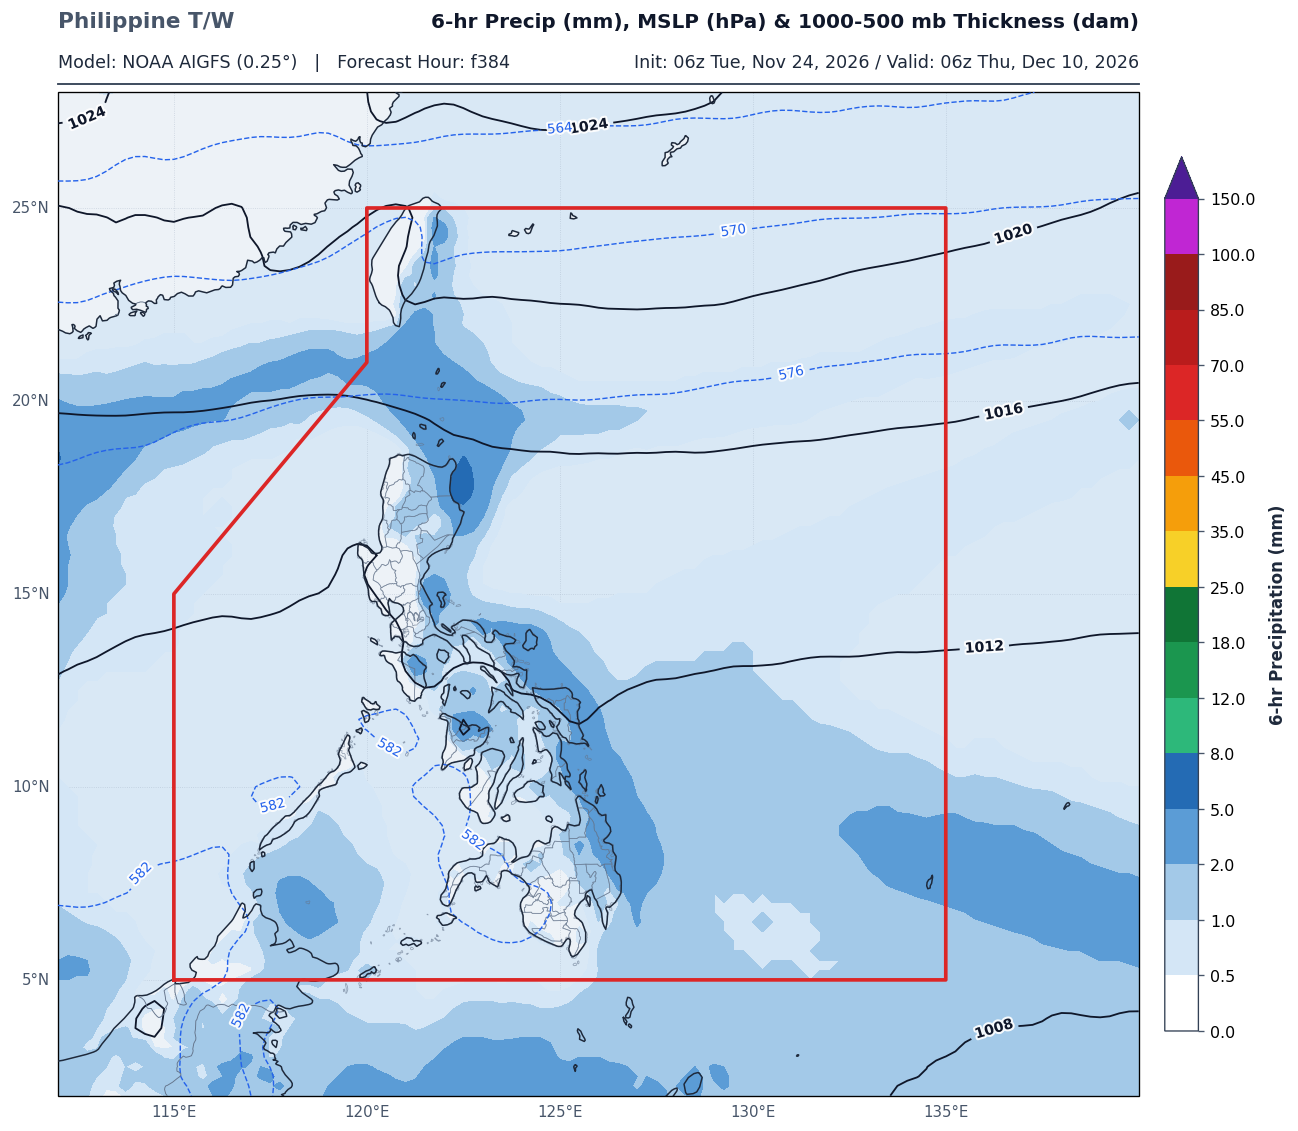 Philippine T/W
6-hr Precip (mm), MSLP (hPa) & 1000-500 mb Thickness (dam)
Model: NOAA AIGFS (0.25°) | Forecast Hour: f384
Init: 06z Tue, Nov 24, 2026 / Valid: 06z Thu, Dec 10, 2026
1024
564
1024
25°N
570
1020
20°N
576
1016
15°N
1012
582
10°N
582
582
582
5°N
582
1008
115°E
120°E
125°E
130°E
135°E
150.0
100.0
85.0
70.0
55.0
45.0
35.0
25.0
18.0
12.0
8.0
5.0
2.0
1.0
0.5
0.0
6-hr Precipitation (mm)